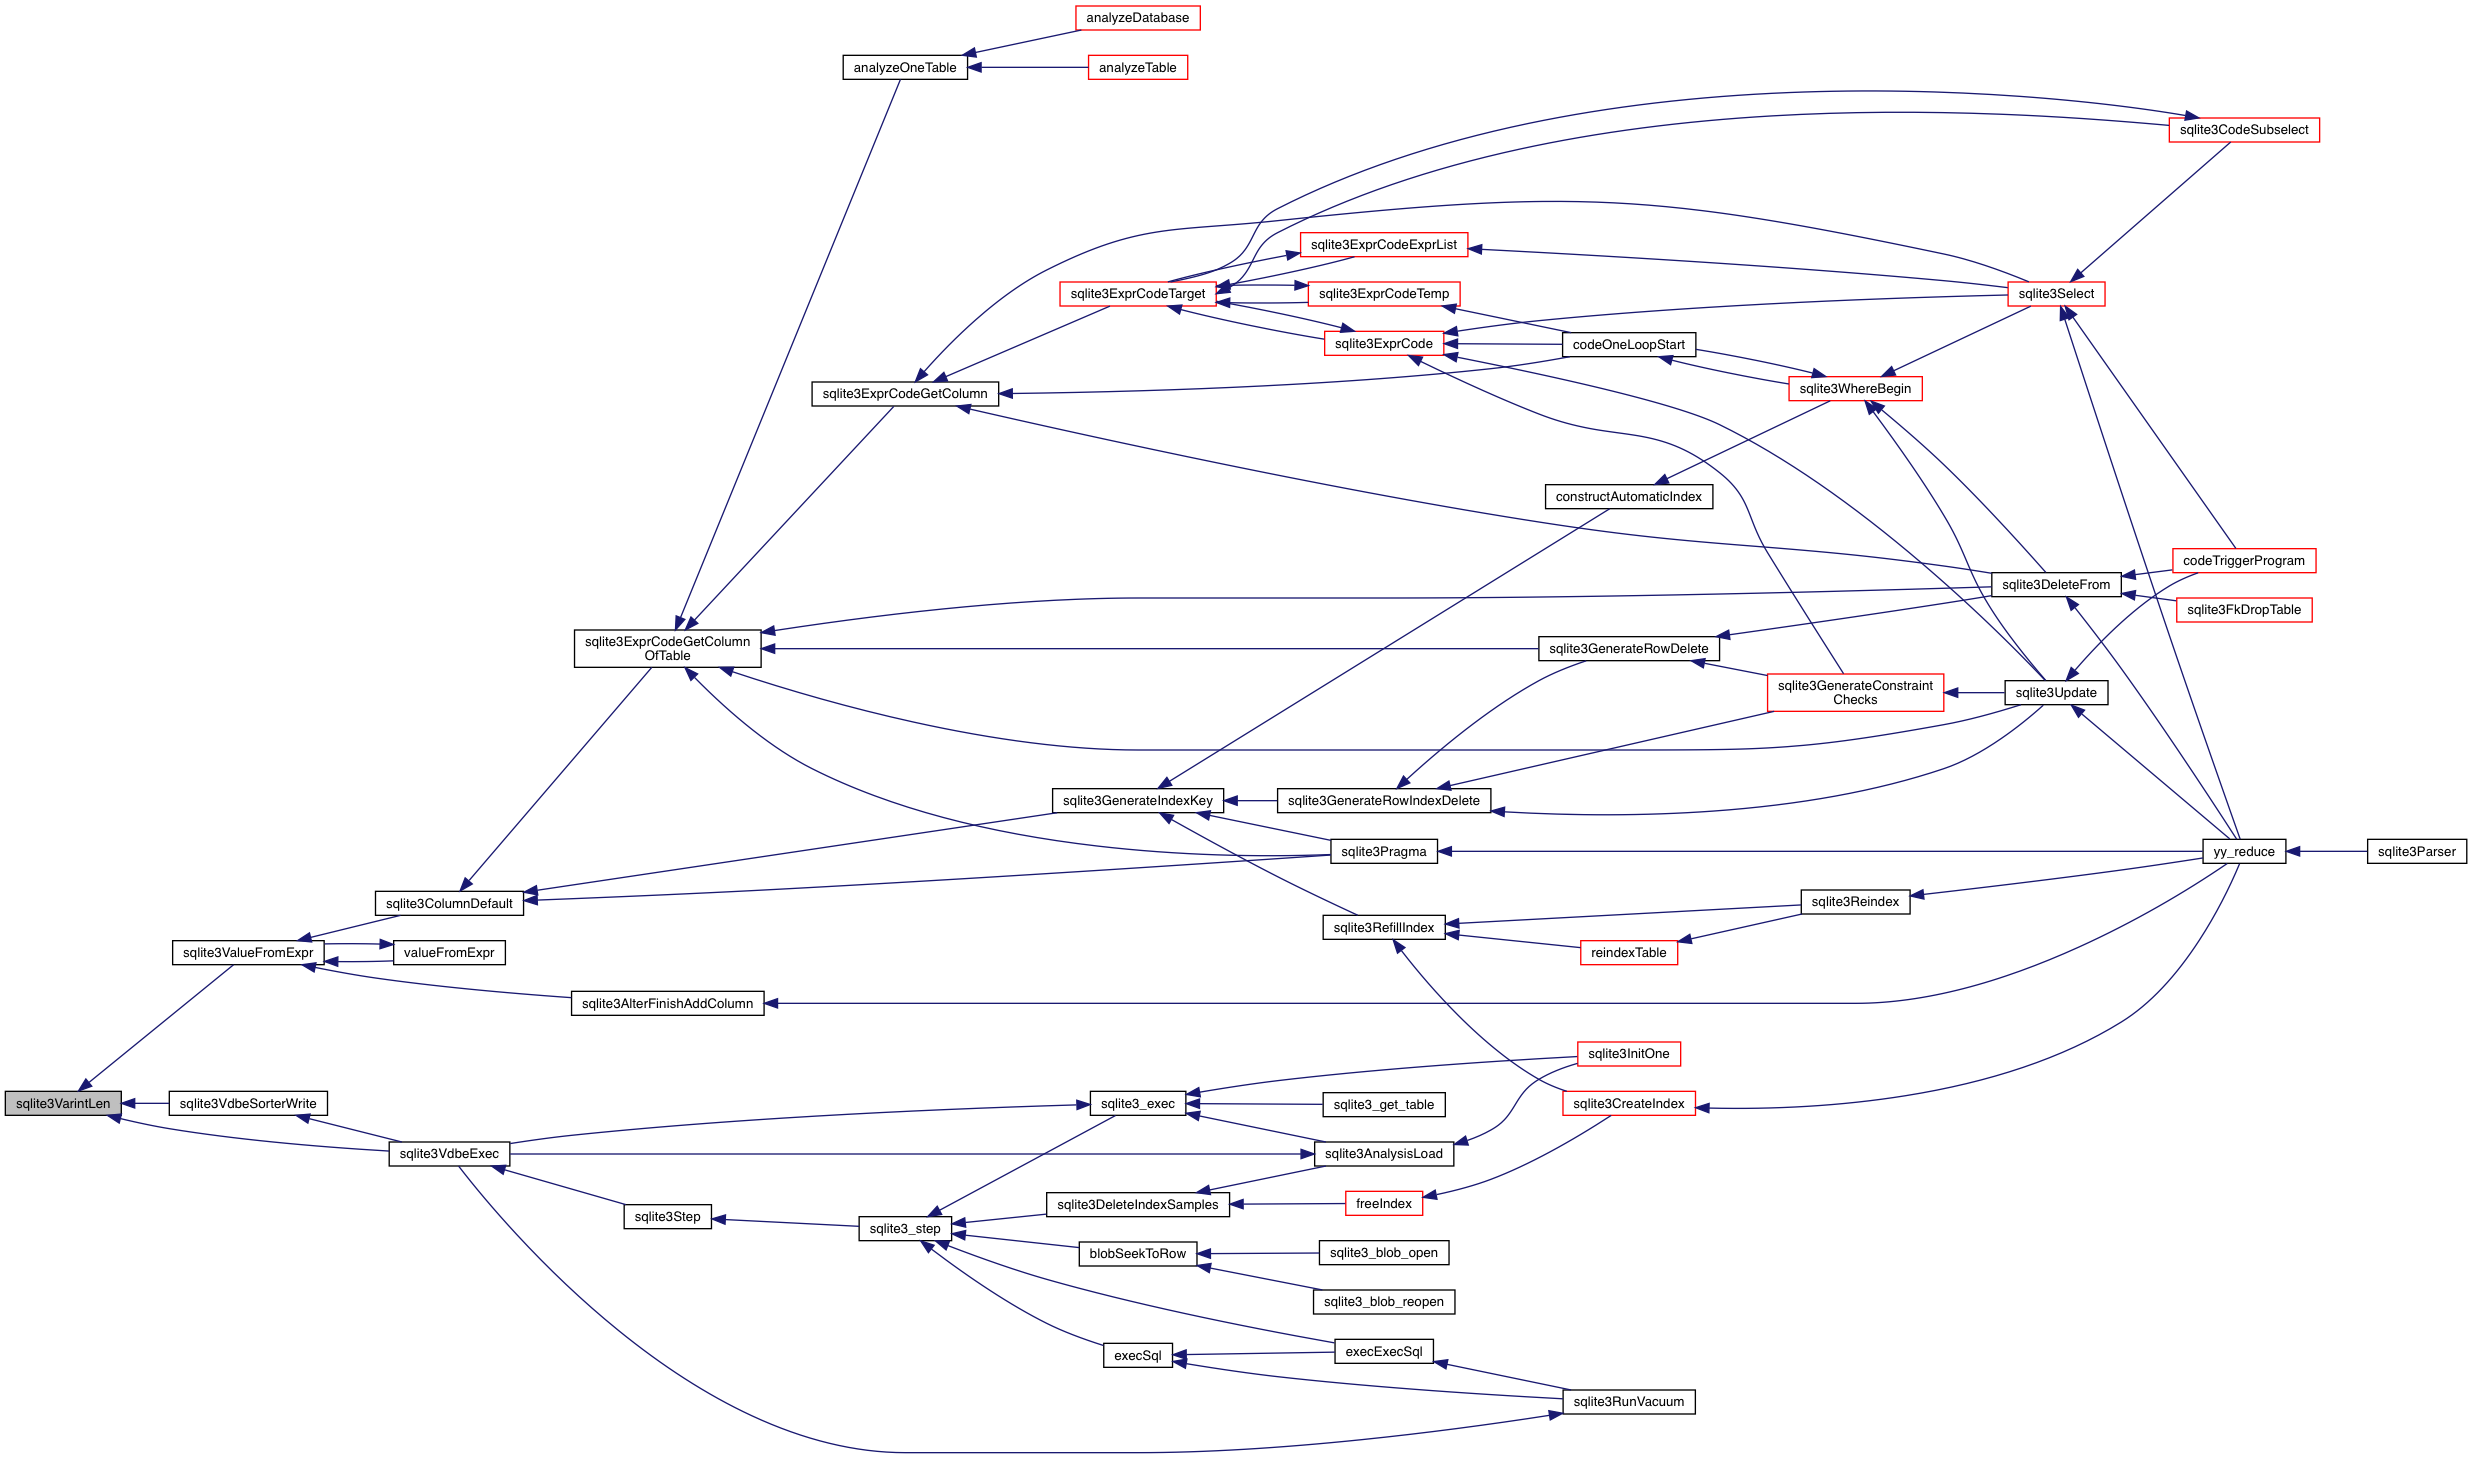 analyzeDatabase
analyzeOneTable
analyzeTable
sqlite3CodeSubselect
sqlite3ExprCodeExprList
sqlite3ExprCodeTarget
sqlite3ExprCodeTemp
sqlite3Select
sqlite3ExprCode
codeOneLoopStart
sqlite3ExprCodeGetColumn
sqlite3WhereBegin
constructAutomaticIndex
codeTriggerProgram
sqlite3DeleteFrom
sqlite3FkDropTable
sqlite3ExprCodeGetColumn
OfTable
sqlite3GenerateRowDelete
sqlite3GenerateConstraint
Checks
sqlite3Update
sqlite3GenerateIndexKey
sqlite3GenerateRowIndexDelete
sqlite3Pragma
yy_reduce
sqlite3Parser
sqlite3ColumnDefault
sqlite3Reindex
sqlite3RefillIndex
sqlite3ValueFromExpr
valueFromExpr
reindexTable
sqlite3AlterFinishAddColumn
sqlite3InitOne
sqlite3VarintLen
sqlite3VdbeSorterWrite
sqlite3_exec
sqlite3_get_table
sqlite3CreateIndex
sqlite3VdbeExec
sqlite3AnalysisLoad
sqlite3DeleteIndexSamples
freeIndex
sqlite3Step
sqlite3_step
blobSeekToRow
sqlite3_blob_open
sqlite3_blob_reopen
execSql
execExecSql
sqlite3RunVacuum